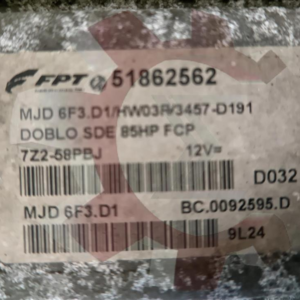 FPT 51862562
MJD 6F3.D1/HW03R/3457-D191
DOBLO SDE 85HP FCP
7Z2-58PBJ 12V=
D032
MJD 6F3.D1 BC.0092595.D
9L24